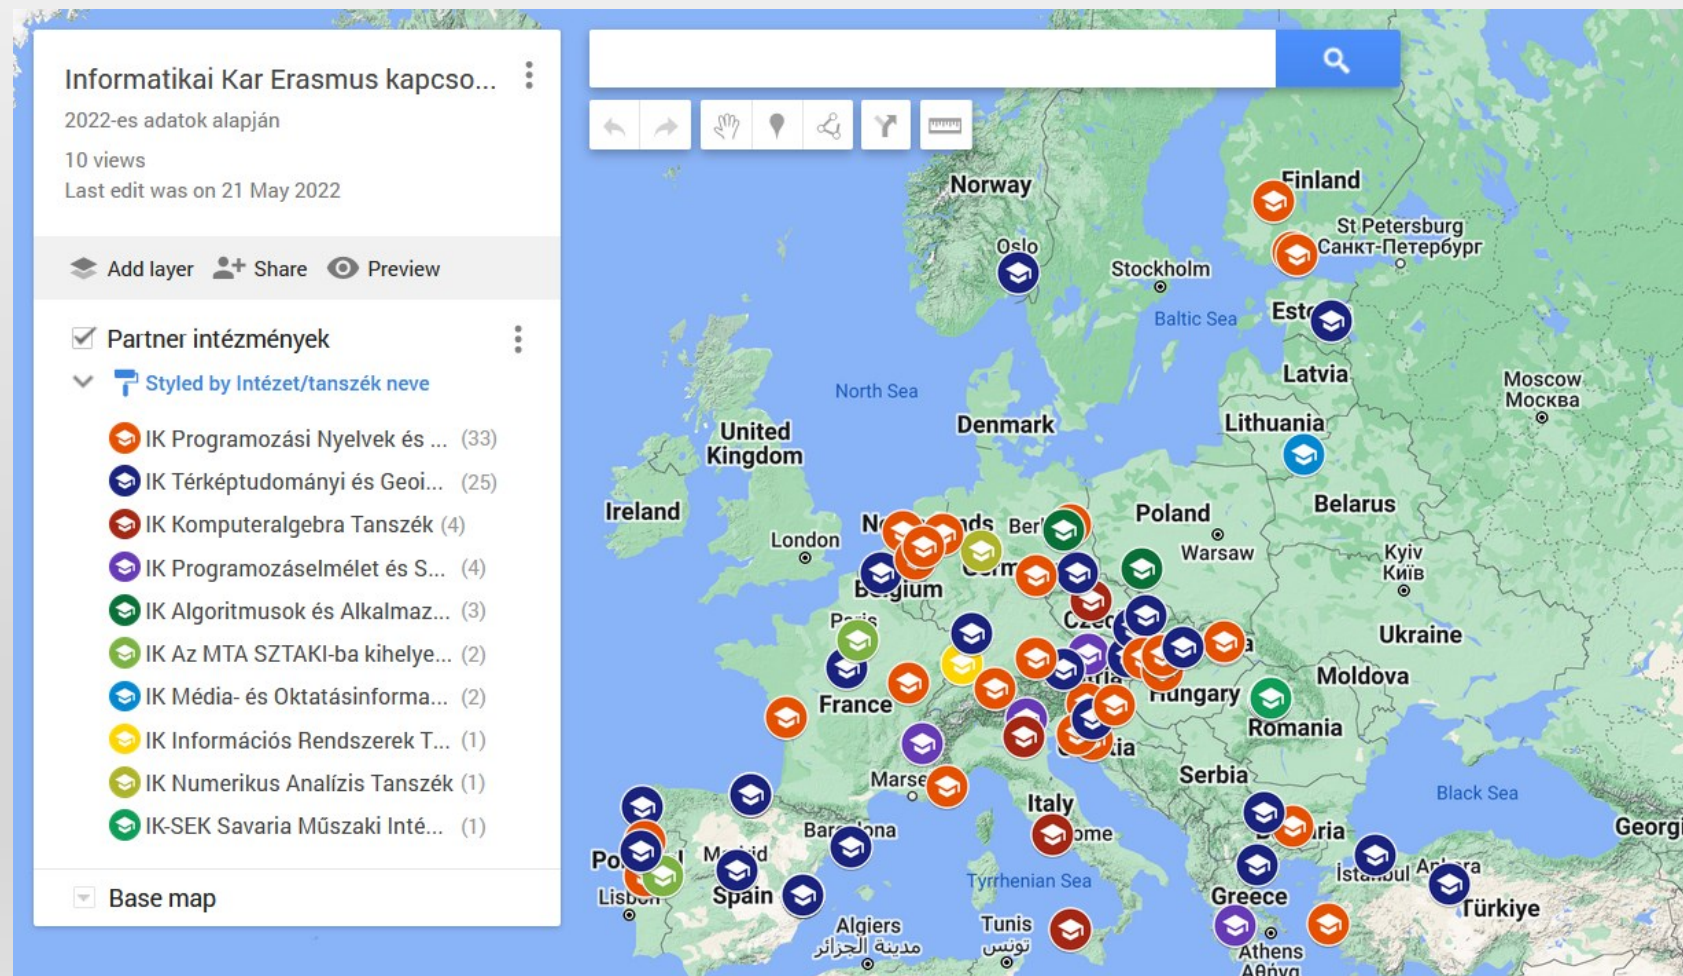 Informatikai Kar Erasmus kapcso...
2022-es adatok alapján
10 views
Last edit was on 21 May 2022
Add layer Share Preview
Partner intézmények
Styled by Intézet/tanszék neve
IK Programozási Nyelvek és ... (33)
IK Térképtudományi és Geoi... (25)
IK Komputeralgebra Tanszék (4)
IK Programozáselmélet és S... (4)
IK Algoritmusok és Alkalmaz... (3)
IK Az MTA SZTAKI-ba kihelye... (2)
IK Média- és Oktatásinforma... (2)
IK Információs Rendszerek T... (1)
IK Numerikus Analízis Tanszék (1)
IK-SEK Savaria Műszaki Inté... (1)
Base map
Norway
Finland
St Petersburg
Санкт-Петербург
Oslo
Stockholm
Baltic Sea
Latvia
Moscow
Москва
North Sea
Denmark
Lithuania
United
Kingdom
Ireland
Belarus
Poland
London
Warsaw
Kyiv
Київ
Belgium
Paris
Ukraine
Moldova
France
Hungary
Romania
Serbia
Black Sea
Italy
Madrid
Spain
Tyrrhenian Sea
Greece
Türkiye
Lisbon
Algiers
مدينة الجزائر
Tunis
تونس
Athens
Αθήνα